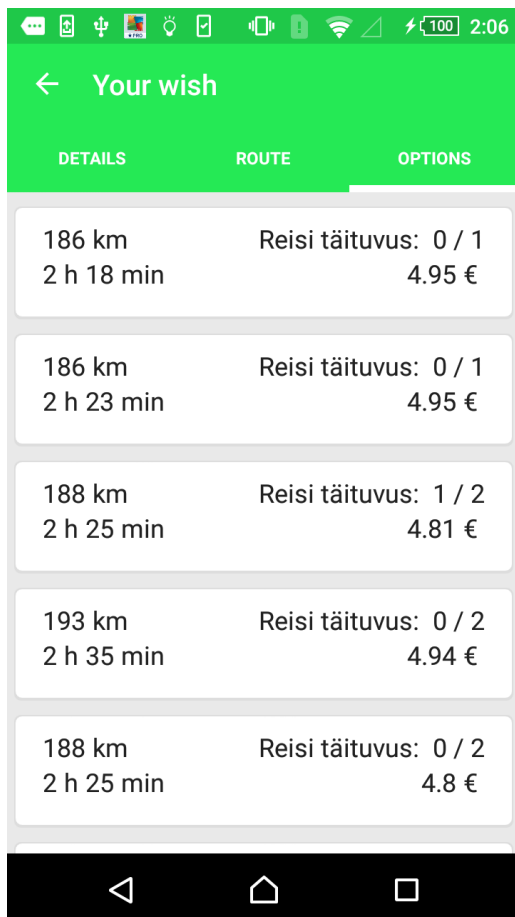 100 2:06
Your wish
DETAILS ROUTE OPTIONS
186 km Reisi täituvus: 0 / 1
2 h 18 min 4.95 €
186 km Reisi täituvus: 0 / 1
2 h 23 min 4.95 €
188 km Reisi täituvus: 1 / 2
2 h 25 min 4.81 €
193 km Reisi täituvus: 0 / 2
2 h 35 min 4.94 €
188 km Reisi täituvus: 0 / 2
2 h 25 min 4.8 €